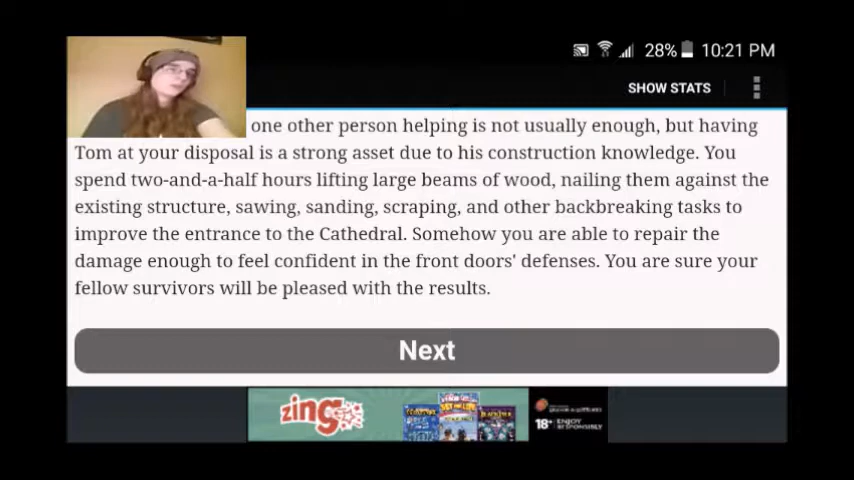 28% 10:21 PM
SHOW STATS
one other person helping is not usually enough, but having
Tom at your disposal is a strong asset due to his construction knowledge. You
spend two-and-a-half hours lifting large beams of wood, nailing them against the
existing structure, sawing, sanding, scraping, and other backbreaking tasks to
improve the entrance to the Cathedral. Somehow you are able to repair the
damage enough to feel confident in the front doors' defenses. You are sure your
fellow survivors will be pleased with the results.
Next
zing
18+ ENJOY
RESPONSIBLY